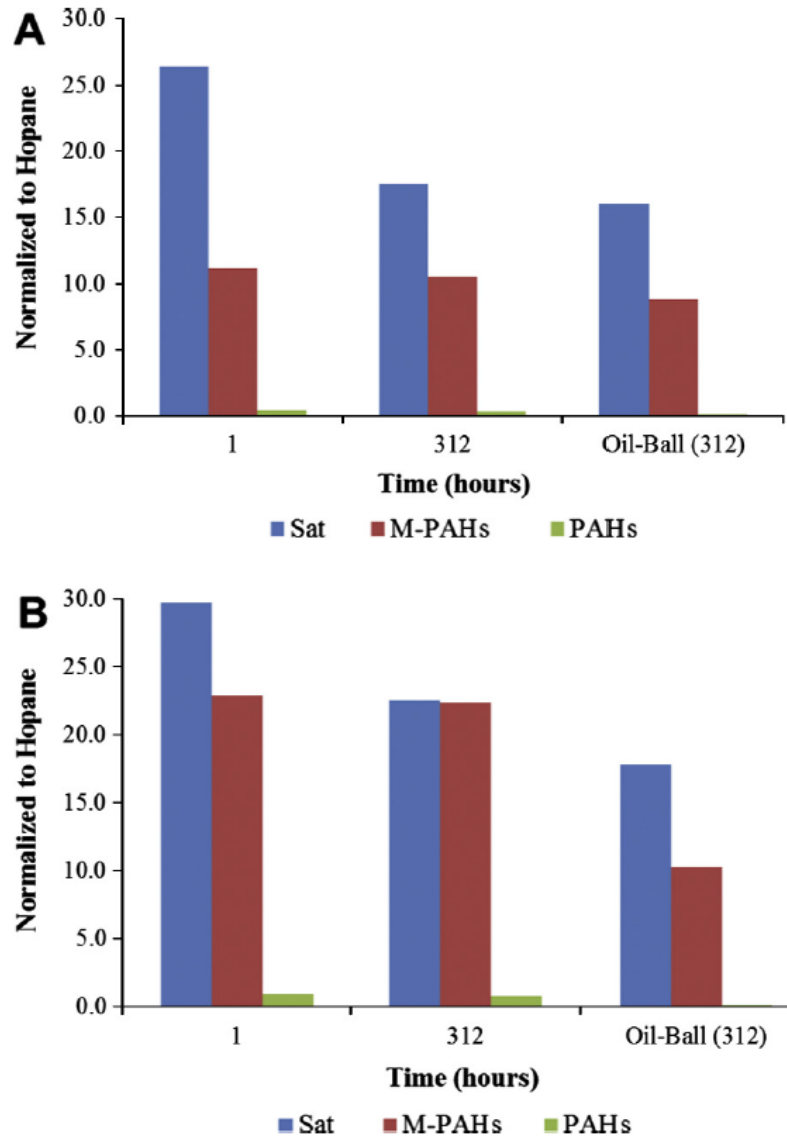 A
30.0
25.0
20.0
15.0
10.0
5.0
0.0
Normalized to Hopane
1 312 Oil-Ball (312)
Time (hours)
Sat M-PAHs PAHs
B
30.0
25.0
20.0
15.0
10.0
5.0
0.0
Normalized to Hopane
1 312 Oil-Ball (312)
Time (hours)
Sat M-PAHs PAHs